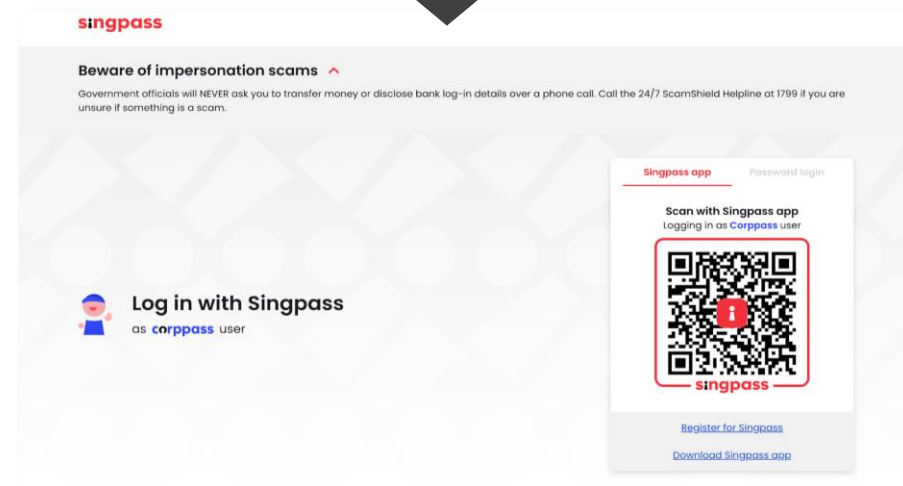 singpass
Beware of impersonation scams
Government officials will NEVER ask you to transfer money or disclose bank log-in details over a phone call. Call the 24/7 ScamShield Helpline at 1799 if you are
unsure if something is a scam.
Singpass app Password login
Scan with Singpass app
Logging in as Corppass user
Log in with Singpass
as corppass user
singpass
Register for Singpass
Download Singpass app